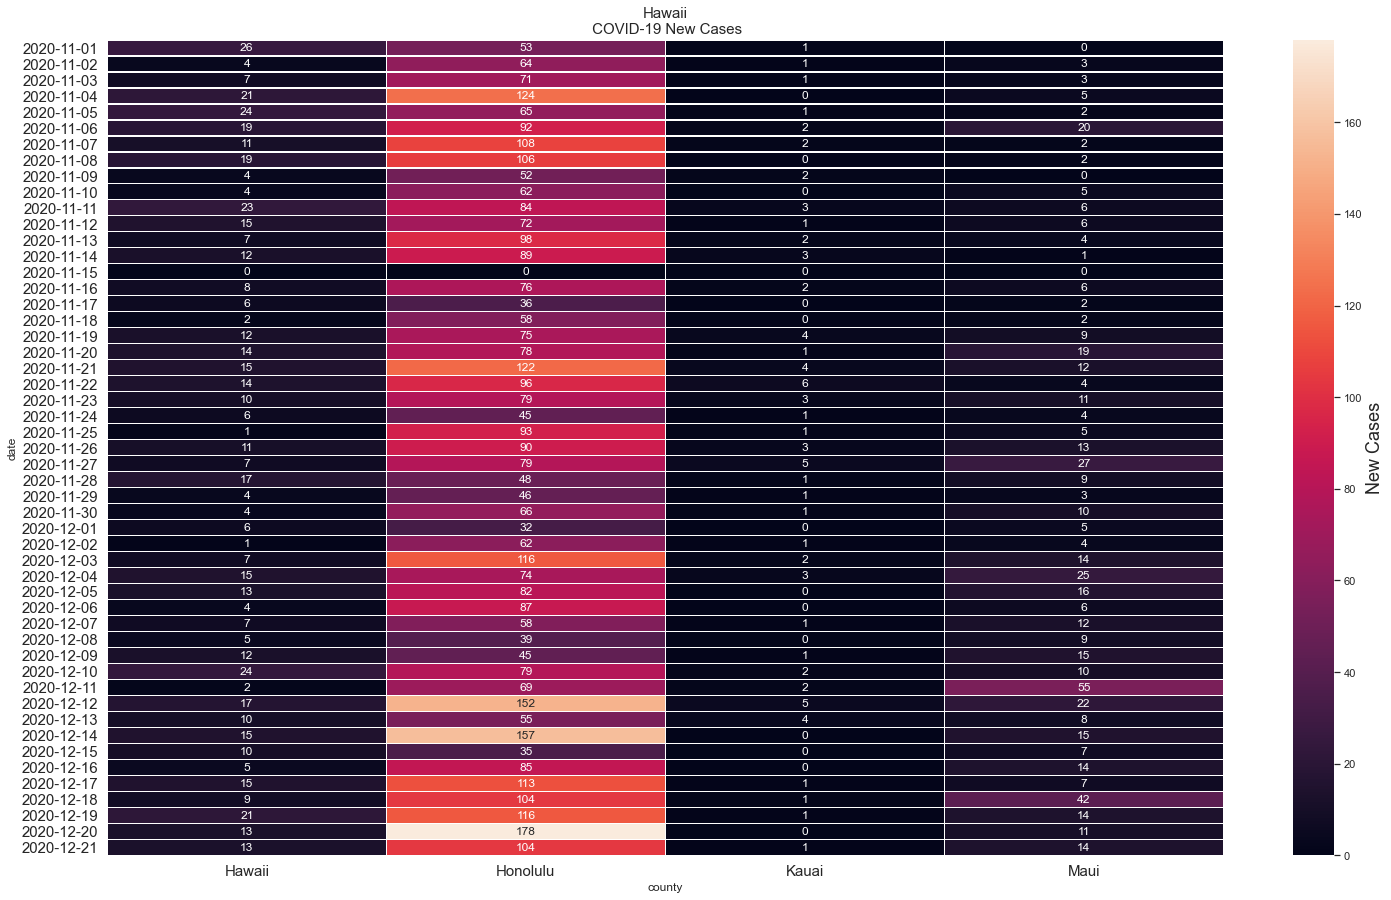 Hawaii
COVID-19 New Cases
2020-11-01 26 53 1 0
2020-11-02 4 64 1 3
2020-11-03 7 71 1 3
2020-11-04 21 124 0 5
2020-11-05 24 65 1 2
2020-11-06 19 92 2 20
2020-11-07 11 108 2 2
2020-11-08 19 106 0 2
2020-11-09 4 52 2 0
2020-11-10 4 62 0 5
2020-11-11 23 84 3 6
2020-11-12 15 72 1 6
2020-11-13 7 98 2 4
2020-11-14 12 89 3 1
2020-11-15 0 0 0 0
2020-11-16 8 76 2 6
2020-11-17 6 36 0 2
2020-11-18 2 58 0 2
2020-11-19 12 75 4 9
2020-11-20 14 78 1 19
2020-11-21 15 122 4 12
2020-11-22 14 96 6 4
2020-11-23 10 79 3 11
2020-11-24 6 45 1 4
2020-11-25 1 93 1 5
2020-11-26 11 90 3 13
2020-11-27 7 79 5 27
2020-11-28 17 48 1 9
2020-11-29 4 46 1 3
2020-11-30 4 66 1 10
2020-12-01 6 32 0 5
2020-12-02 1 62 0 4
2020-12-03 7 116 2 14
2020-12-04 15 74 3 25
2020-12-05 13 82 0 16
2020-12-06 4 87 0 6
2020-12-07 7 58 1 12
2020-12-08 5 39 0 9
2020-12-09 12 45 1 15
2020-12-10 24 79 2 10
2020-12-11 2 69 2 55
2020-12-12 17 152 5 22
2020-12-13 10 55 4 8
2020-12-14 15 157 0 15
2020-12-15 10 35 0 7
2020-12-16 5 85 0 14
2020-12-17 15 113 1 7
2020-12-18 9 104 1 42
2020-12-19 21 116 1 14
2020-12-20 13 178 0 11
2020-12-21 13 104 1 14
Hawaii Honolulu Kauai Maui
county
date
160
140
120
100
80
60
40
20
0
New Cases